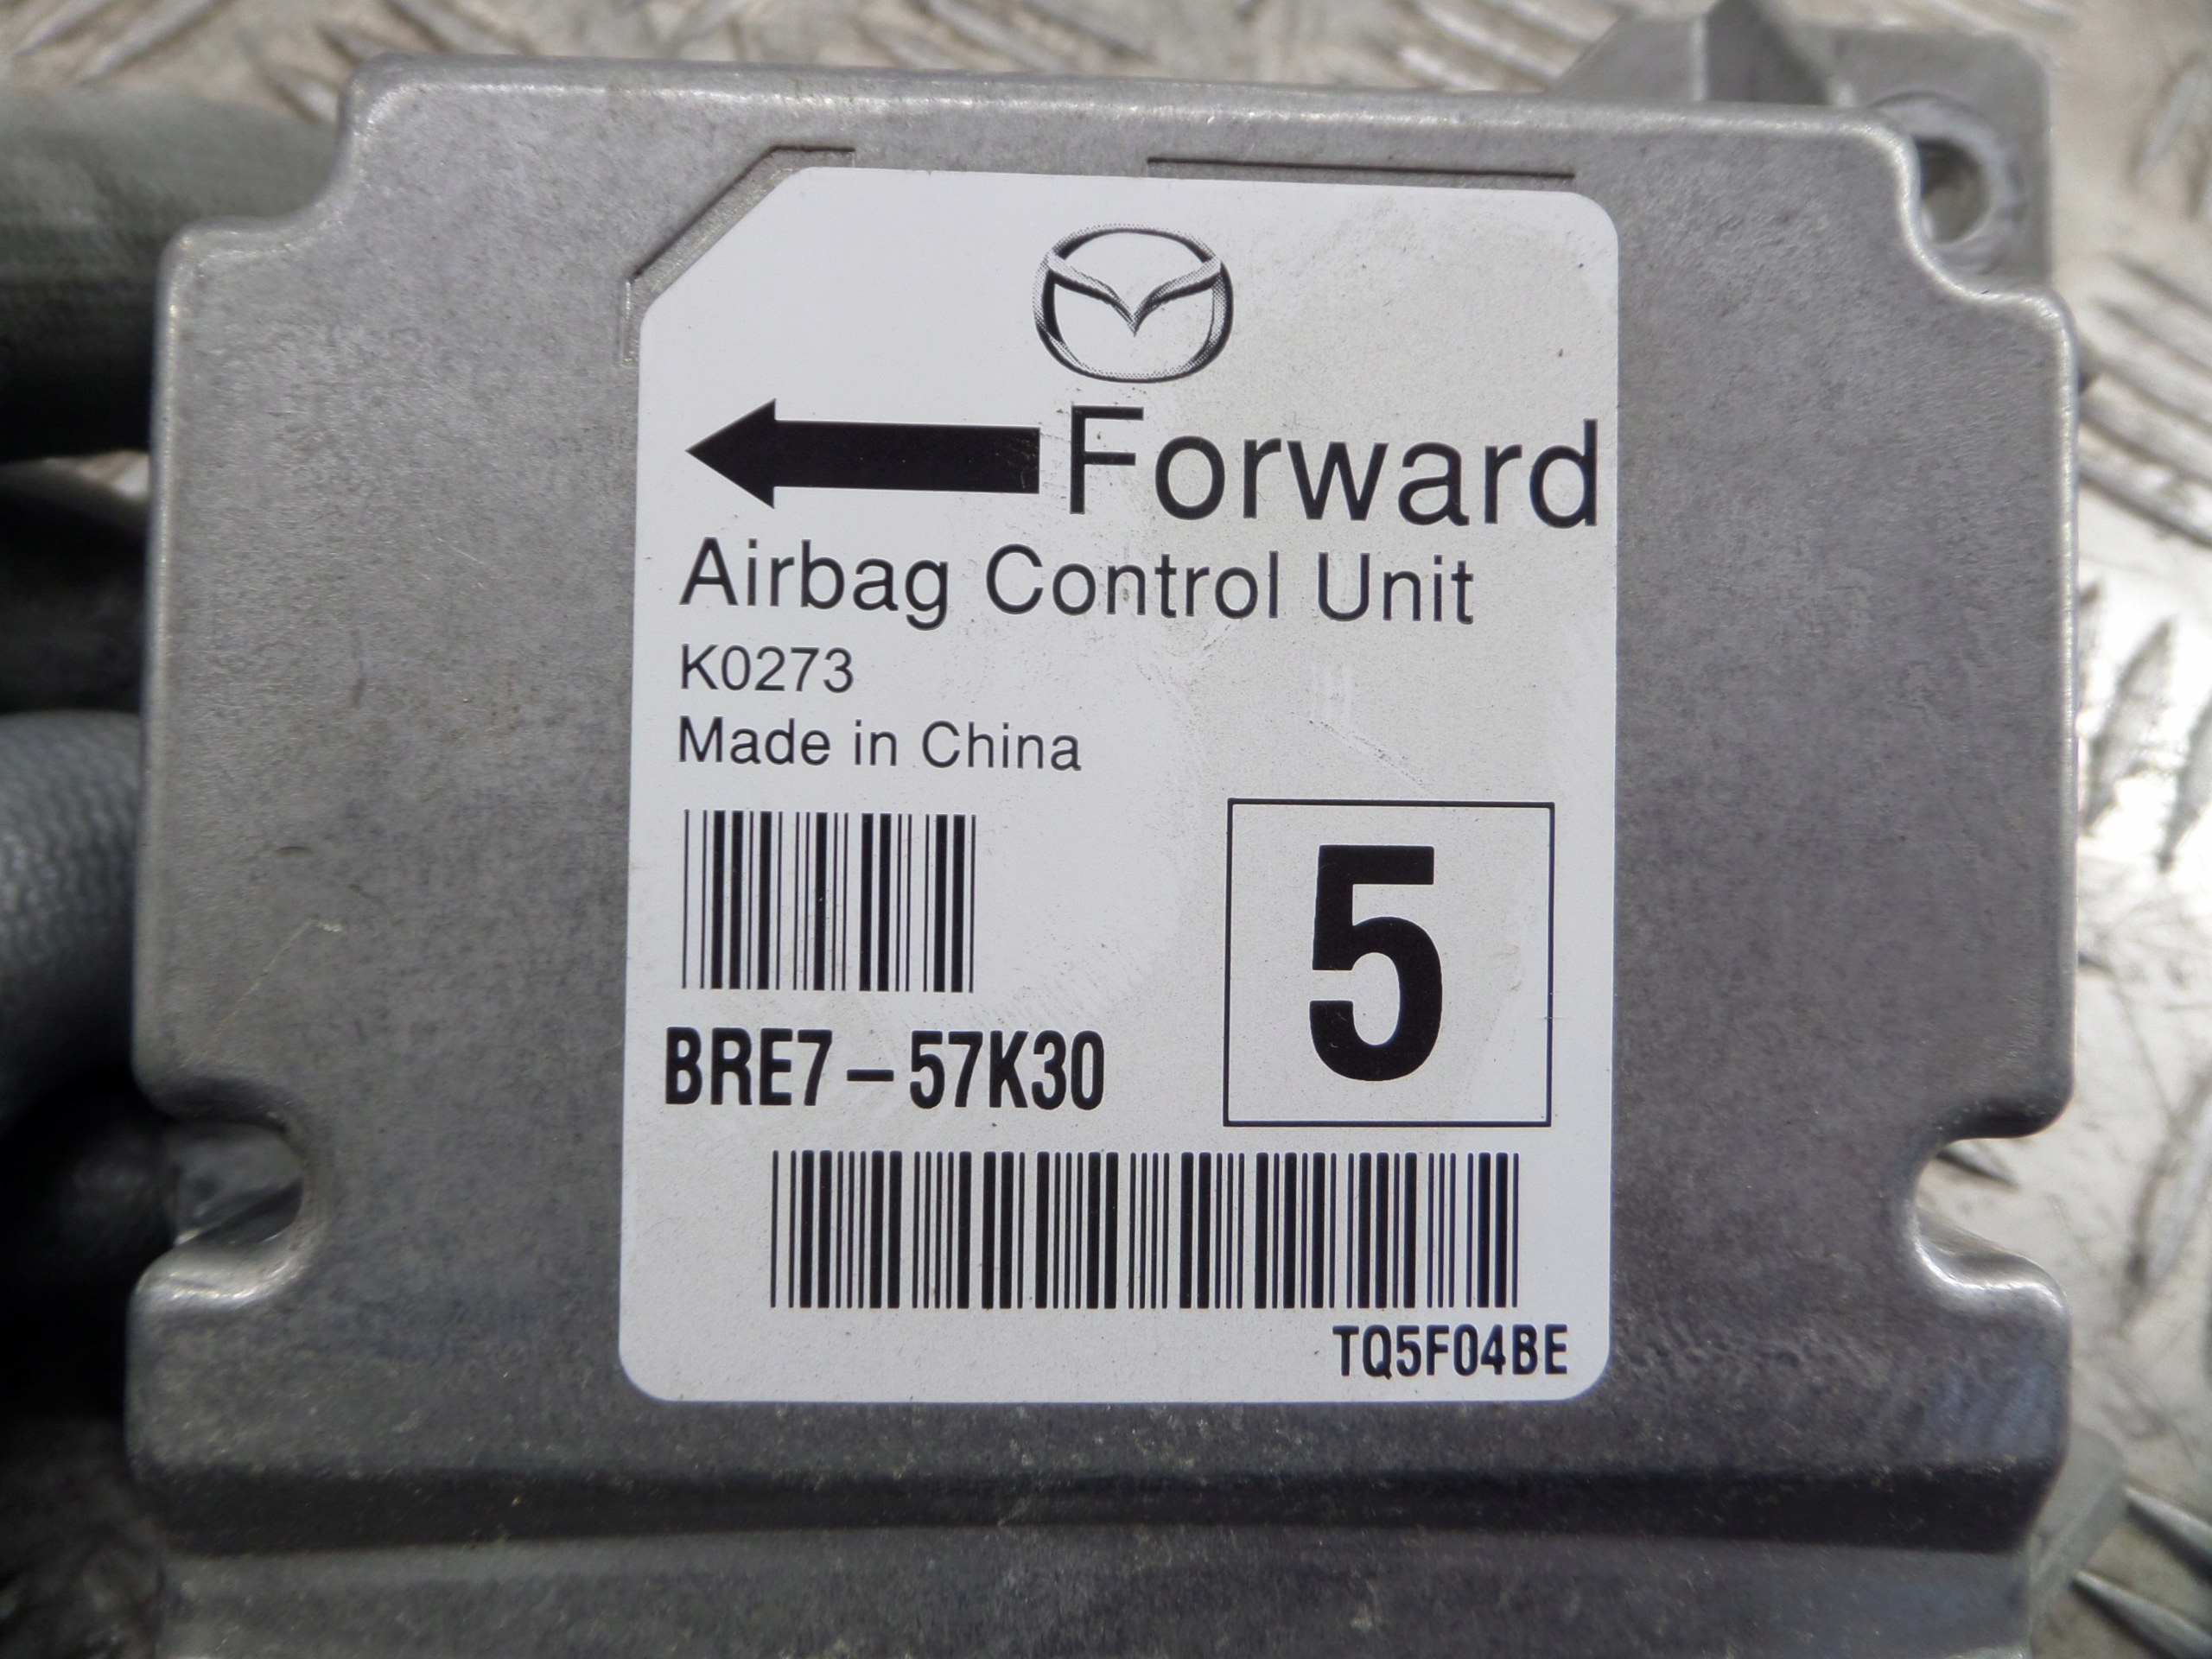 Forward
Airbag Control Unit
K0273
Made in China
5
BRE7-57K30
TQ5F04BE